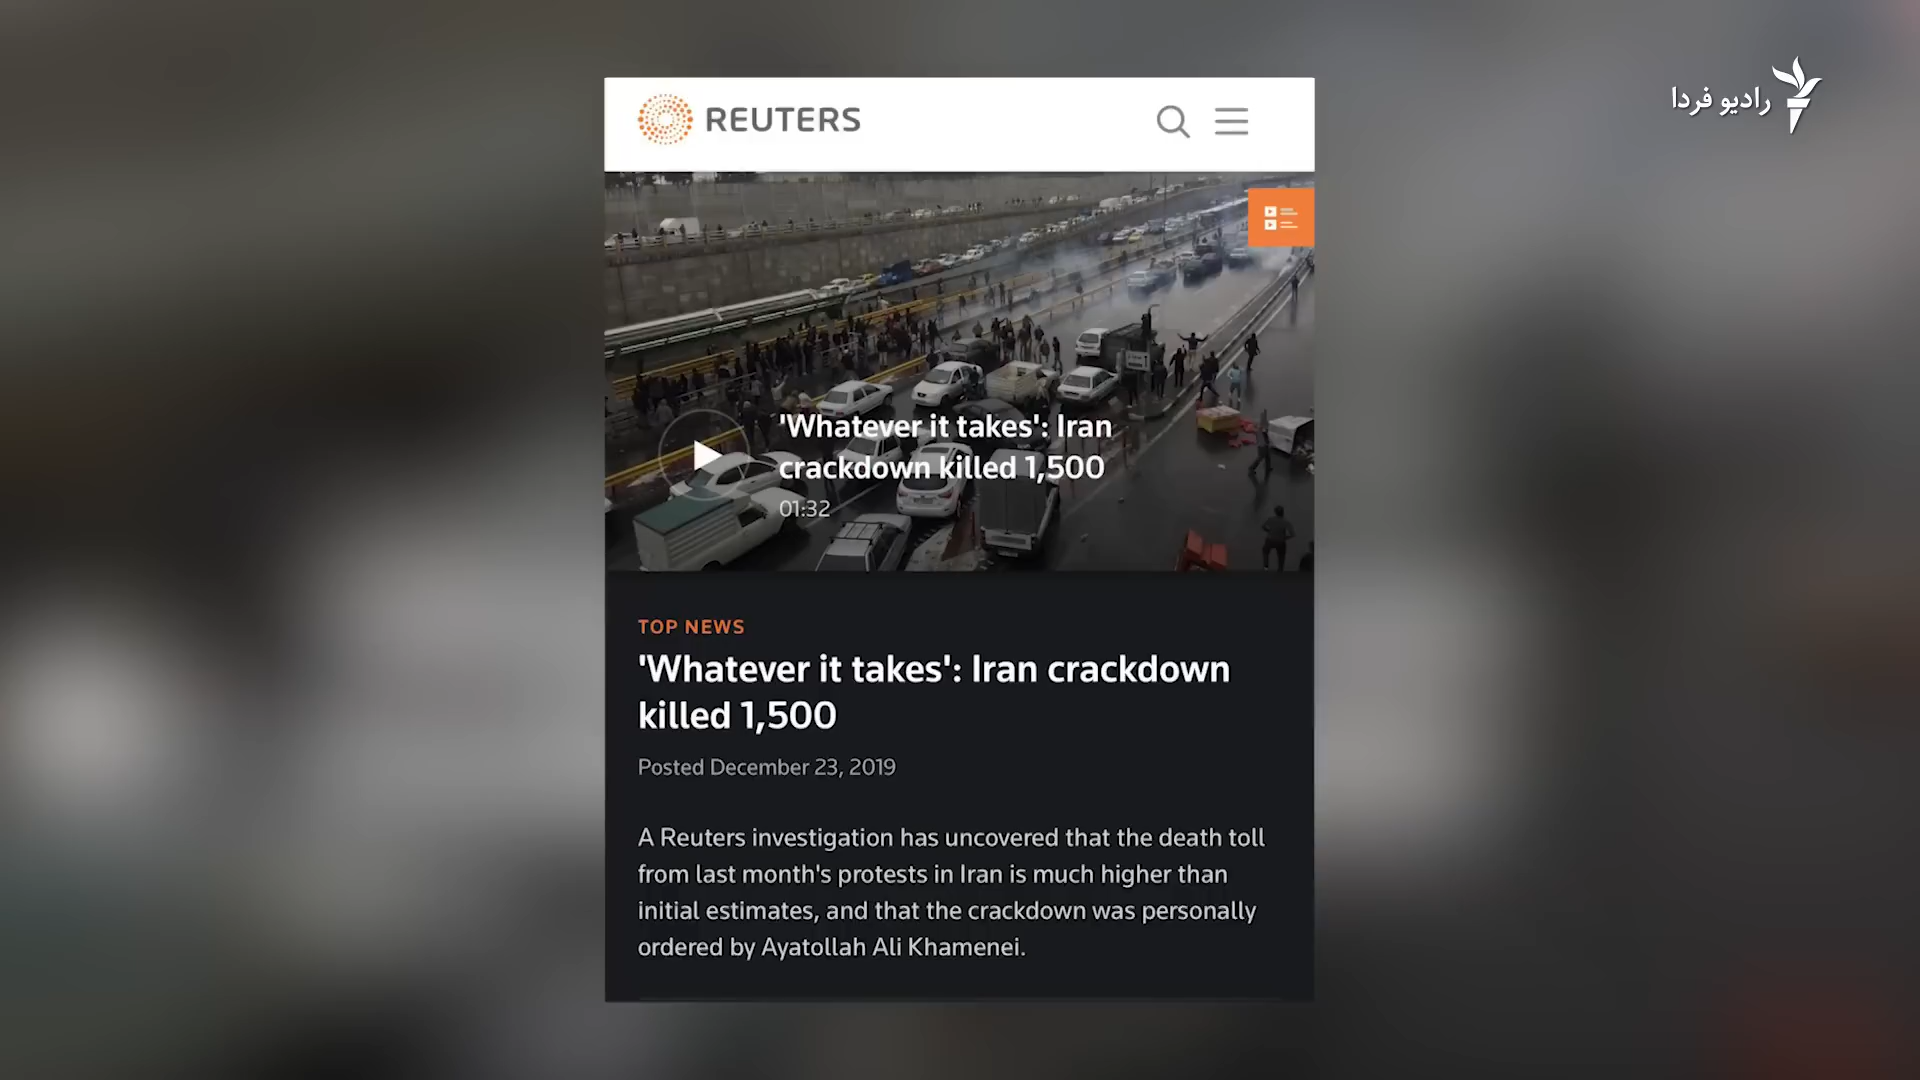 REUTERS
رادیو فردا
'Whatever it takes': Iran
crackdown killed 1,500
01:32
TOP NEWS
'Whatever it takes': Iran crackdown
killed 1,500
Posted December 23, 2019
A Reuters investigation has uncovered that the death toll
from last month's protests in Iran is much higher than
initial estimates, and that the crackdown was personally
ordered by Ayatollah Ali Khamenei.